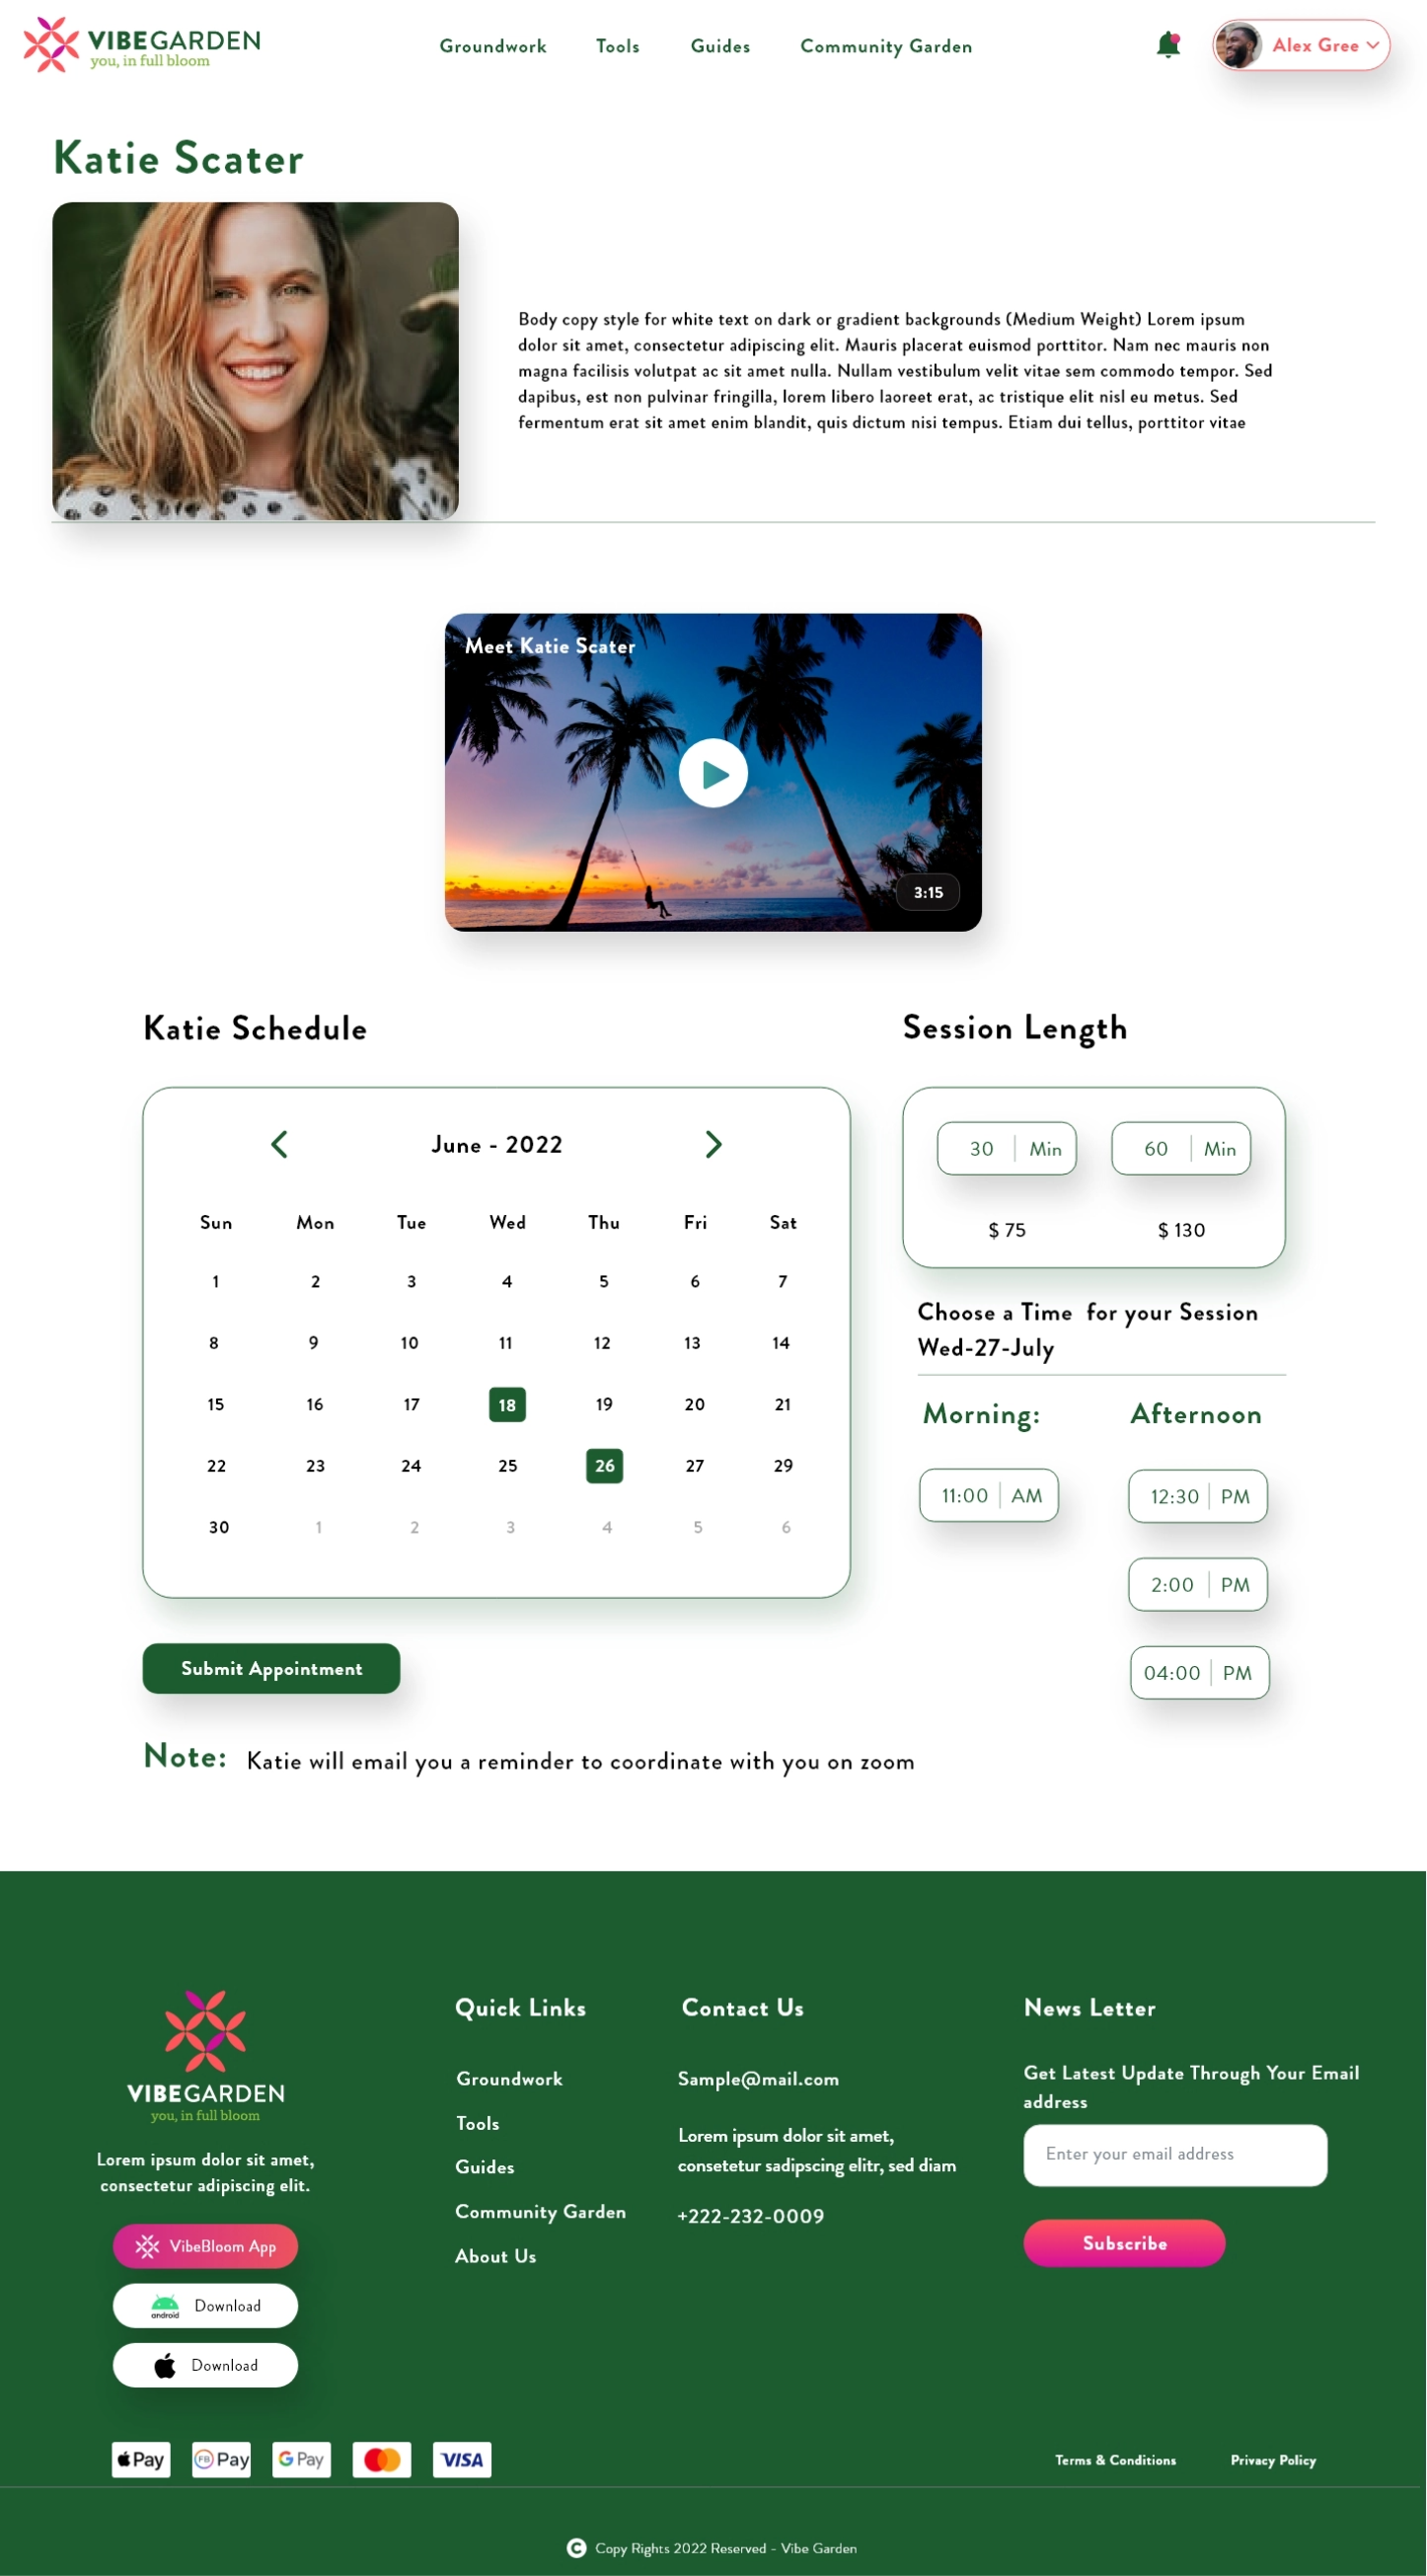 VIBEGARDEN
you, in full bloom
Groundwork Tools Guides Community Garden
Alex Gree
Katie Scater
Body copy style for white text on dark or gradient backgrounds (Medium Weight) Lorem ipsum
dolor sit amet, consectetur adipiscing elit. Mauris placerat euismod porttitor. Nam nec mauris non
magna facilisis volutpat ac sit amet nulla. Nullam vestibulum velit vitae sem commodo tempor. Sed
dapibus, est non pulvinar fringilla, lorem libero laoreet erat, ac tristique elit nisl eu metus. Sed
fermentum erat sit amet enim blandit, quis dictum nisi tempus. Etiam dui tellus, porttitor vitae
Meet Katie Scater
3:15
Katie Schedule
June - 2022
Sun Mon Tue Wed Thu Fri Sat
1 2 3 4 5 6 7
8 9 10 11 12 13 14
15 16 17 18 19 20 21
22 23 24 25 26 27 29
30 1 2 3 4 5 6
Submit Appointment
Session Length
30 Min 60 Min
$ 75 $ 130
Choose a Time for your Session
Wed-27-July
Morning: Afternoon
11:00 AM 12:30 PM
2:00 PM
04:00 PM
Note: Katie will email you a reminder to coordinate with you on zoom
VIBEGARDEN
you, in full bloom
Lorem ipsum dolor sit amet,
consectetur adipiscing elit.
VibeBloom App
android Download
Download
Quick Links
Groundwork
Tools
Guides
Community Garden
About Us
Contact Us
Sample@mail.com
Lorem ipsum dolor sit amet,
consetetur sadipscing elitr, sed diam
+222-232-0009
News Letter
Get Latest Update Through Your Email
address
Enter your email address
Subscribe
Pay FB Pay G Pay VISA
Terms & Conditions Privacy Policy
C Copy Rights 2022 Reserved - Vibe Garden